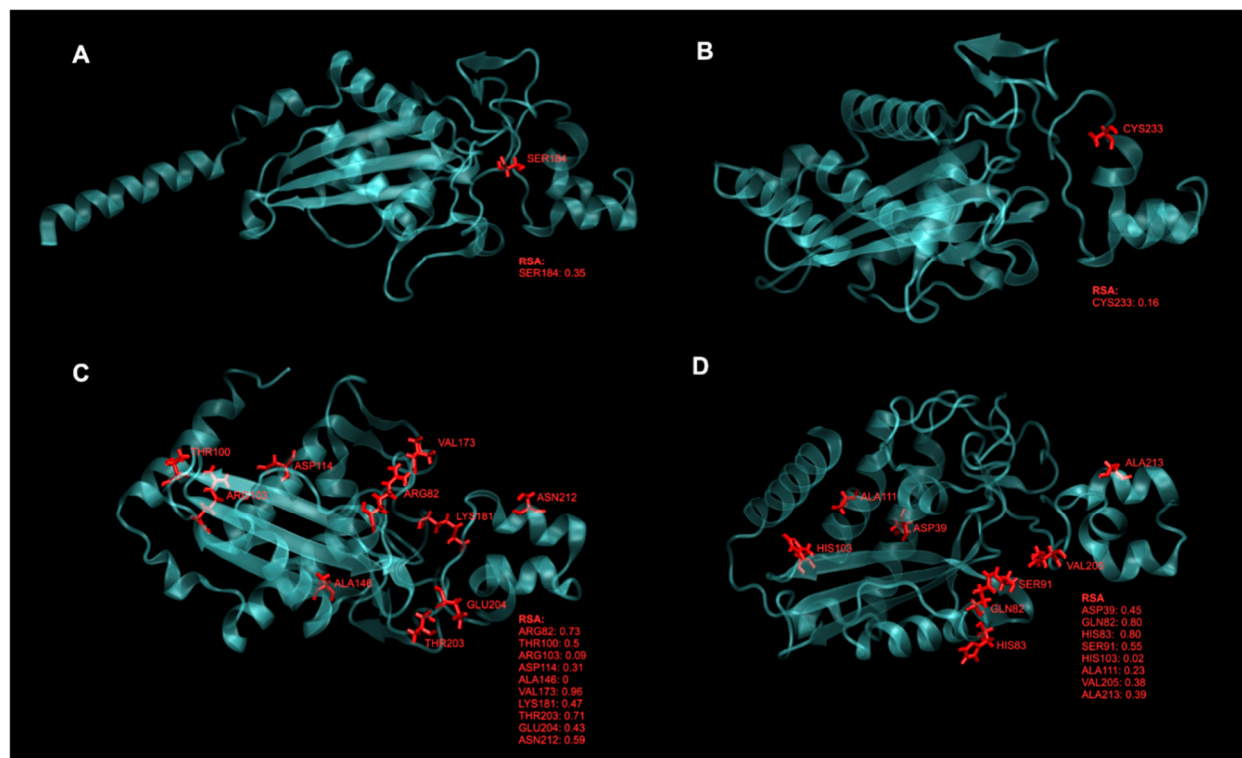 A
SER184
RSA:
SER184: 0.35
B
CYS233
RSA:
CYS233: 0.16
C
THR100
ASP114
VAL173
ARG103
ARG82
ASN212
LYS181
ALA146
GLU204
THR203
RSA:
ARG82: 0.73
THR100: 0.5
ARG103: 0.09
ASP114: 0.31
ALA146: 0
VAL173: 0.96
LYS181: 0.47
THR203: 0.71
GLU204: 0.43
ASN212: 0.59
D
ALA213
ALA111
ASP39
HIS103
VAL205
SER91
GLN82
HIS83
RSA
ASP39: 0.45
GLN82: 0.80
HIS83: 0.80
SER91: 0.55
HIS103: 0.02
ALA111: 0.23
VAL205: 0.38
ALA213: 0.39